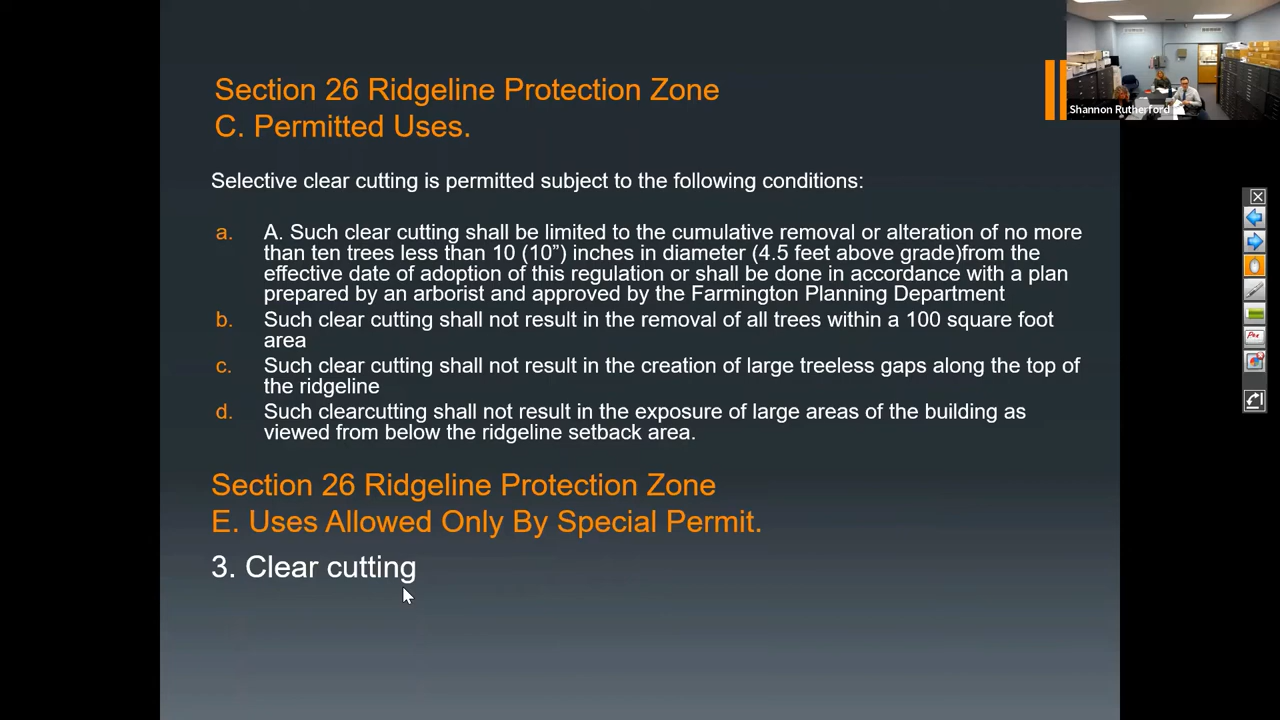 Section 26 Ridgeline Protection Zone
C. Permitted Uses.
Shannon Rutherford
Selective clear cutting is permitted subject to the following conditions:
a. A. Such clear cutting shall be limited to the cumulative removal or alteration of no more
than ten trees less than 10 (10”) inches in diameter (4.5 feet above grade)from the
effective date of adoption of this regulation or shall be done in accordance with a plan
prepared by an arborist and approved by the Farmington Planning Department
b. Such clear cutting shall not result in the removal of all trees within a 100 square foot
area
c. Such clear cutting shall not result in the creation of large treeless gaps along the top of
the ridgeline
d. Such clearcutting shall not result in the exposure of large areas of the building as
viewed from below the ridgeline setback area.
Section 26 Ridgeline Protection Zone
E. Uses Allowed Only By Special Permit.
3. Clear cutting